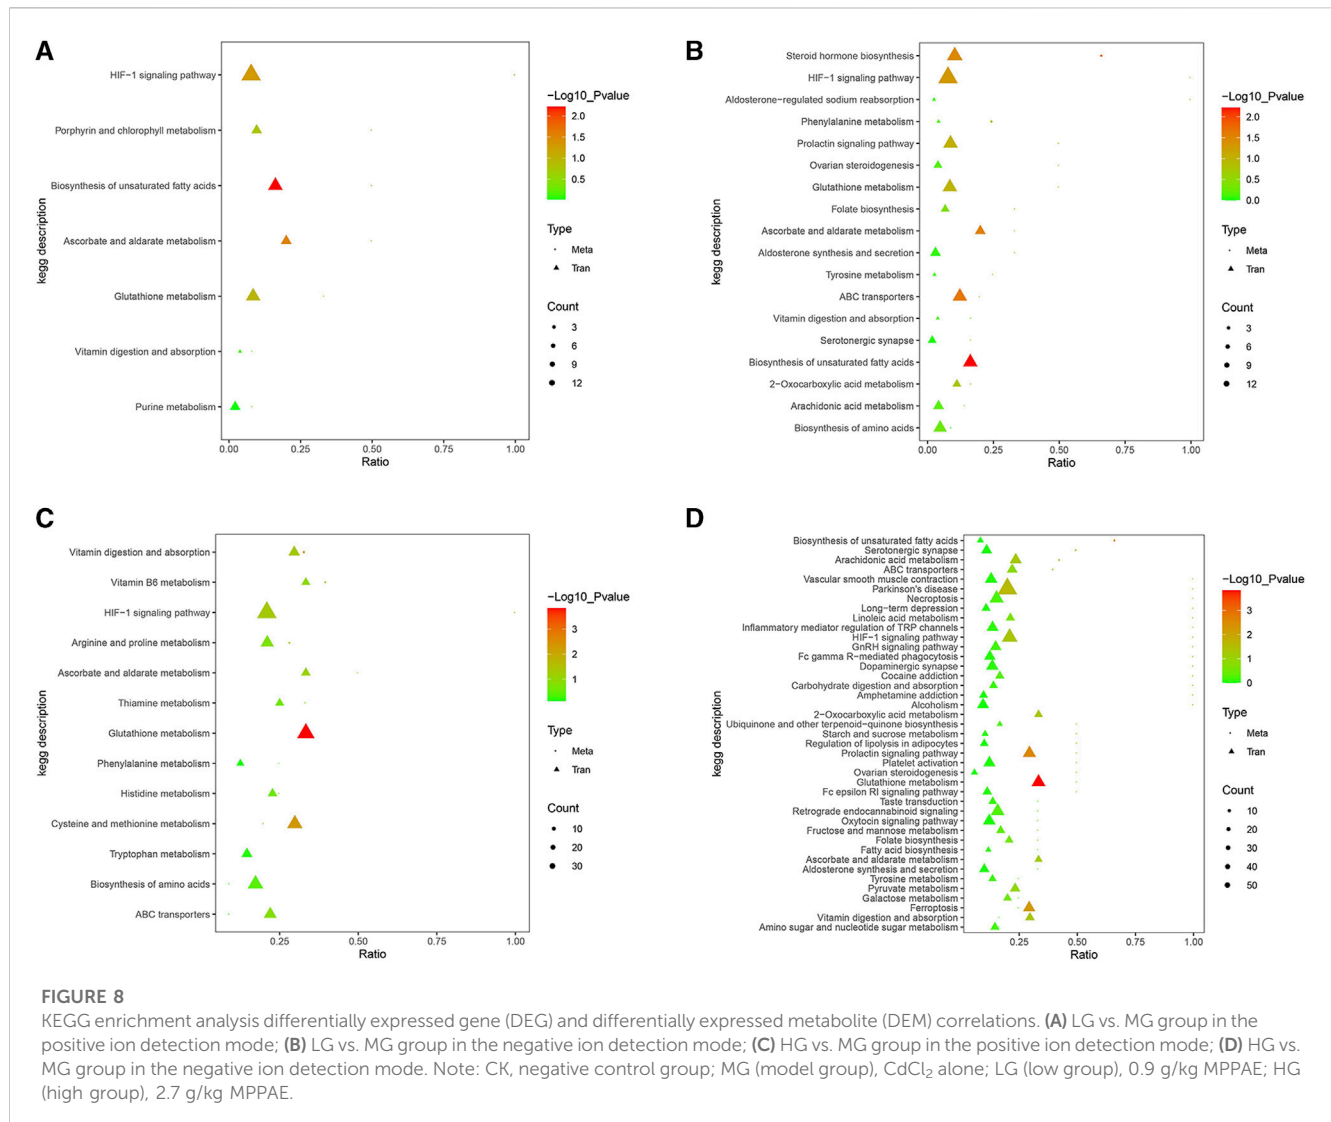 A
kegg description
HIF−1 signaling pathway
Porphyrin and chlorophyll metabolism
Biosynthesis of unsaturated fatty acids
Ascorbate and aldarate metabolism
Glutathione metabolism
Vitamin digestion and absorption
Purine metabolism
0.00 0.25 0.50 0.75 1.00
Ratio
−Log10_Pvalue
2.0
1.5
1.0
0.5
Type
Meta
Tran
Count
3
6
9
12
B
kegg description
Steroid hormone biosynthesis
HIF−1 signaling pathway
Aldosterone−regulated sodium reabsorption
Phenylalanine metabolism
Prolactin signaling pathway
Ovarian steroidogenesis
Glutathione metabolism
Folate biosynthesis
Ascorbate and aldarate metabolism
Aldosterone synthesis and secretion
Tyrosine metabolism
ABC transporters
Vitamin digestion and absorption
Serotonergic synapse
Biosynthesis of unsaturated fatty acids
2−Oxocarboxylic acid metabolism
Arachidonic acid metabolism
Biosynthesis of amino acids
0.00 0.25 0.50 0.75 1.00
Ratio
−Log10_Pvalue
2.0
1.5
1.0
0.5
0.0
Type
Meta
Tran
Count
3
6
9
12
C
kegg description
Vitamin digestion and absorption
Vitamin B6 metabolism
HIF−1 signaling pathway
Arginine and proline metabolism
Ascorbate and aldarate metabolism
Thiamine metabolism
Glutathione metabolism
Phenylalanine metabolism
Histidine metabolism
Cysteine and methionine metabolism
Tryptophan metabolism
Biosynthesis of amino acids
ABC transporters
0.25 0.50 0.75 1.00
Ratio
−Log10_Pvalue
3
2
1
Type
Meta
Tran
Count
10
20
30
D
kegg description
Biosynthesis of unsaturated fatty acids
Serotonergic synapse
Arachidonic acid metabolism
ABC transporters
Vascular smooth muscle contraction
Parkinson's disease
Necroptosis
Long−term depression
Linoleic acid metabolism
Inflammatory mediator regulation of TRP channels
HIF−1 signaling pathway
GnRH signaling pathway
Fc gamma R−mediated phagocytosis
Dopaminergic synapse
Cocaine addiction
Carbohydrate digestion and absorption
Amphetamine addiction
Alcoholism
2−Oxocarboxylic acid metabolism
Ubiquinone and other terpenoid−quinone biosynthesis
Starch and sucrose metabolism
Regulation of lipolysis in adipocytes
Prolactin signaling pathway
Platelet activation
Ovarian steroidogenesis
Glutathione metabolism
Fc epsilon RI signaling pathway
Taste transduction
Retrograde endocannabinoid signaling
Oxytocin signaling pathway
Fructose and mannose metabolism
Folate biosynthesis
Fatty acid biosynthesis
Ascorbate and aldarate metabolism
Aldosterone synthesis and secretion
Tyrosine metabolism
Pyruvate metabolism
Galactose metabolism
Ferroptosis
Vitamin digestion and absorption
Amino sugar and nucleotide sugar metabolism
0.25 0.50 0.75 1.00
Ratio
−Log10_Pvalue
3
2
1
0
Type
Meta
Tran
Count
10
20
30
40
50
FIGURE 8
KEGG enrichment analysis differentially expressed gene (DEG) and differentially expressed metabolite (DEM) correlations. (A) LG vs. MG group in the
positive ion detection mode; (B) LG vs. MG group in the negative ion detection mode; (C) HG vs. MG group in the positive ion detection mode; (D) HG vs.
MG group in the negative ion detection mode. Note: CK, negative control group; MG (model group), CdCl₂ alone; LG (low group), 0.9 g/kg MPPAE; HG
(high group), 2.7 g/kg MPPAE.